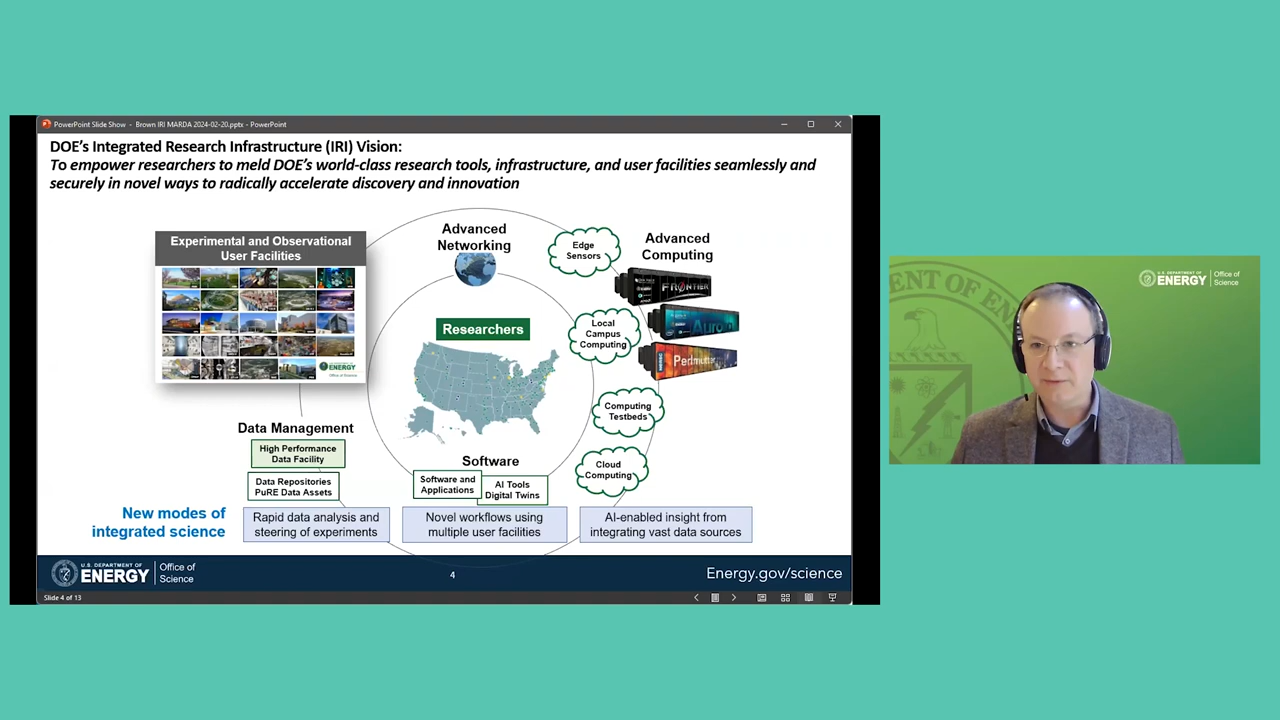 PowerPoint Slide Show - Brown IRI MARDA 2024-02-20.pptx - PowerPoint
DOE's Integrated Research Infrastructure (IRI) Vision:
To empower researchers to meld DOE's world-class research tools, infrastructure, and user facilities seamlessly and
securely in novel ways to radically accelerate discovery and innovation
Experimental and Observational
User Facilities
ENERGY
Office of Science
Advanced
Networking
Edge
Sensors
Advanced
Computing
FRONTIER
Local
Campus
Computing
Perlmutter
Researchers
Computing
Testbeds
Cloud
Computing
Data Management
High Performance
Data Facility
Data Repositories
PuRE Data Assets
Software
Software and
Applications
AI Tools
Digital Twins
New modes of
integrated science
Rapid data analysis and
steering of experiments
Novel workflows using
multiple user facilities
AI-enabled insight from
integrating vast data sources
U.S. DEPARTMENT OF
ENERGY
Office of
Science
4
Energy.gov/science
Slide 4 of 13
U.S. DEPARTMENT OF
ENERGY
Office of
Science